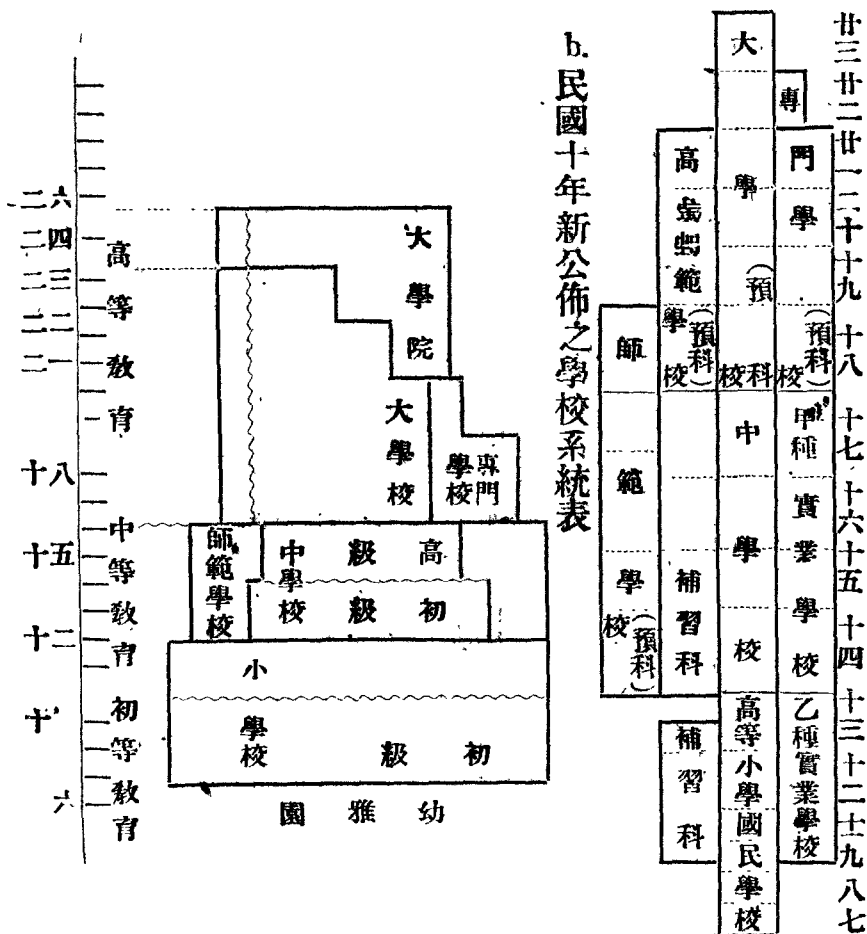 廿三
廿二
廿一
二十
十九
十八
十七
十六
十五
十四
十三
十二
十一
九
八
七
專門學(預科)校
甲種實業學校
乙種實業學校
大學(預科)校
中學校
高等小學
國民學校
高等師範學(預科)校
補習科
補習科
師範學校(預科)
b. 民國十年新公佈之學校系統表
大學院
大學校
專門學校
高級
初級
中學校
師範學校
小學校
初級
幼雅園
高等教育
中等教育
初等教育
二六
二四
二三
二二
二一
十八
十五
十二
十
六